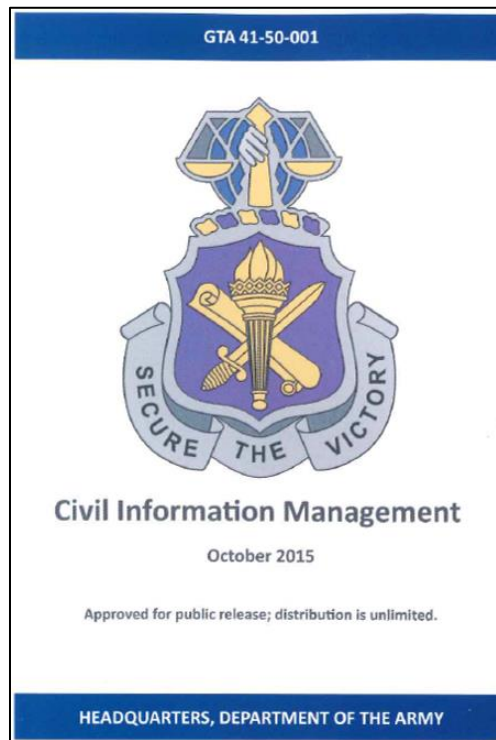 GTA 41-50-001
SECURE THE VICTORY
Civil Information Management
October 2015
Approved for public release; distribution is unlimited.
HEADQUARTERS, DEPARTMENT OF THE ARMY